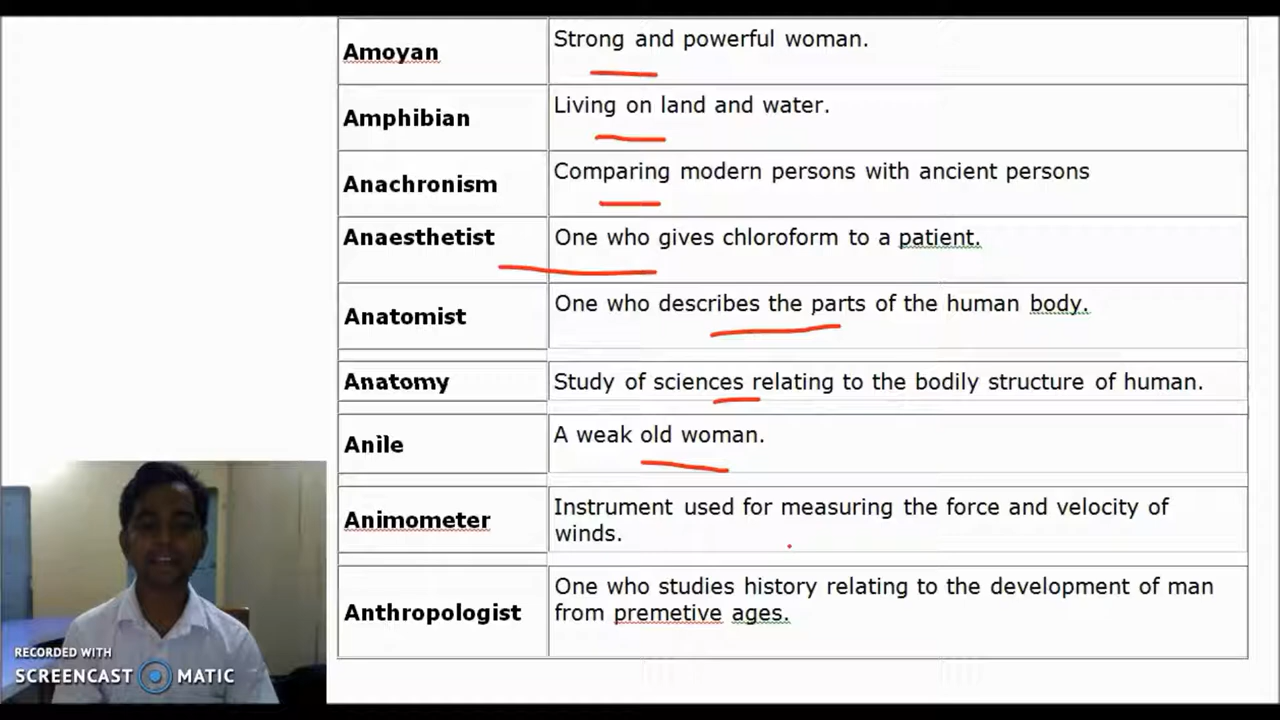 Amoyan
Strong and powerful woman.
Amphibian
Living on land and water.
Anachronism
Comparing modern persons with ancient persons
Anaesthetist
One who gives chloroform to a patient.
Anatomist
One who describes the parts of the human body.
Anatomy
Study of sciences relating to the bodily structure of human.
Anile
A weak old woman.
Animometer
Instrument used for measuring the force and velocity of
winds.
Anthropologist
One who studies history relating to the development of man
from premetive ages.
RECORDED WITH
SCREENCAST MATIC